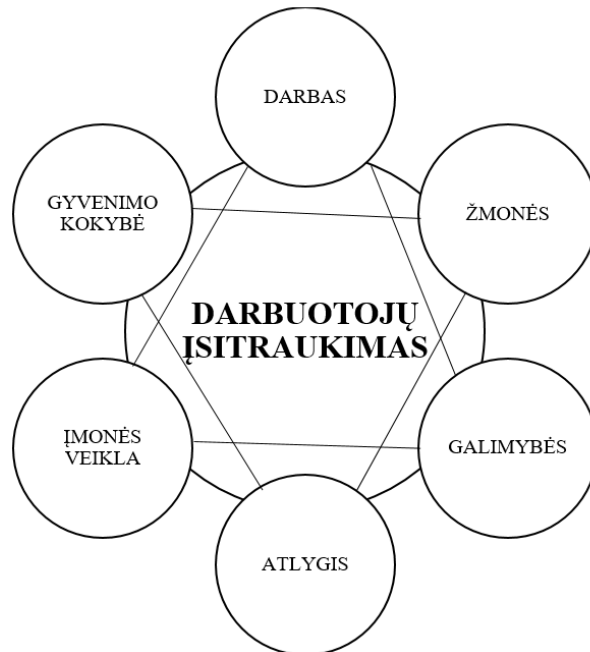 DARBAS
GYVENIMO
KOKYBĖ
ŽMONĖS
DARBUOTOJŲ
ĮSITRAUKIMAS
ĮMONĖS
VEIKLA
GALIMYBĖS
ATLYGIS